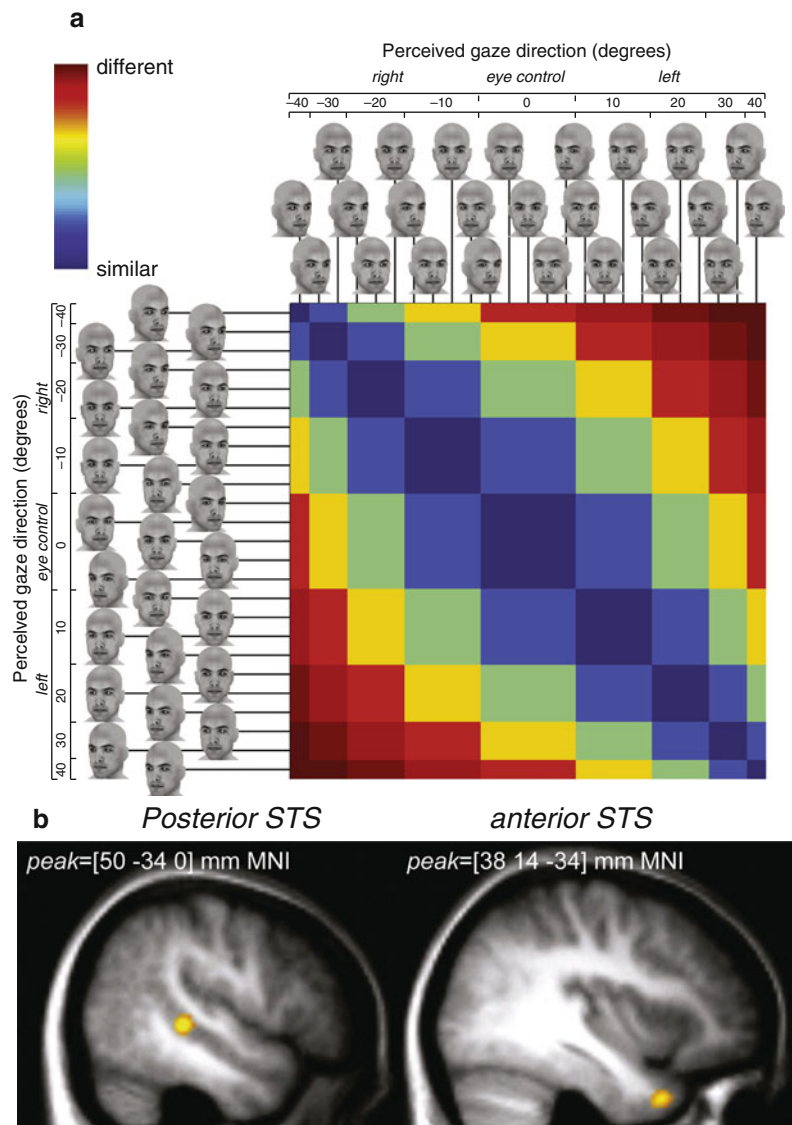 a
different
similar
Perceived gaze direction (degrees)
right eye control left
−40 −30 −20 −10 0 10 20 30 40
Perceived gaze direction (degrees)
right eye control left
−40 −30 −20 −10 0 10 20 30 40
b
Posterior STS anterior STS
peak=[50 -34 0] mm MNI peak=[38 14 -34] mm MNI